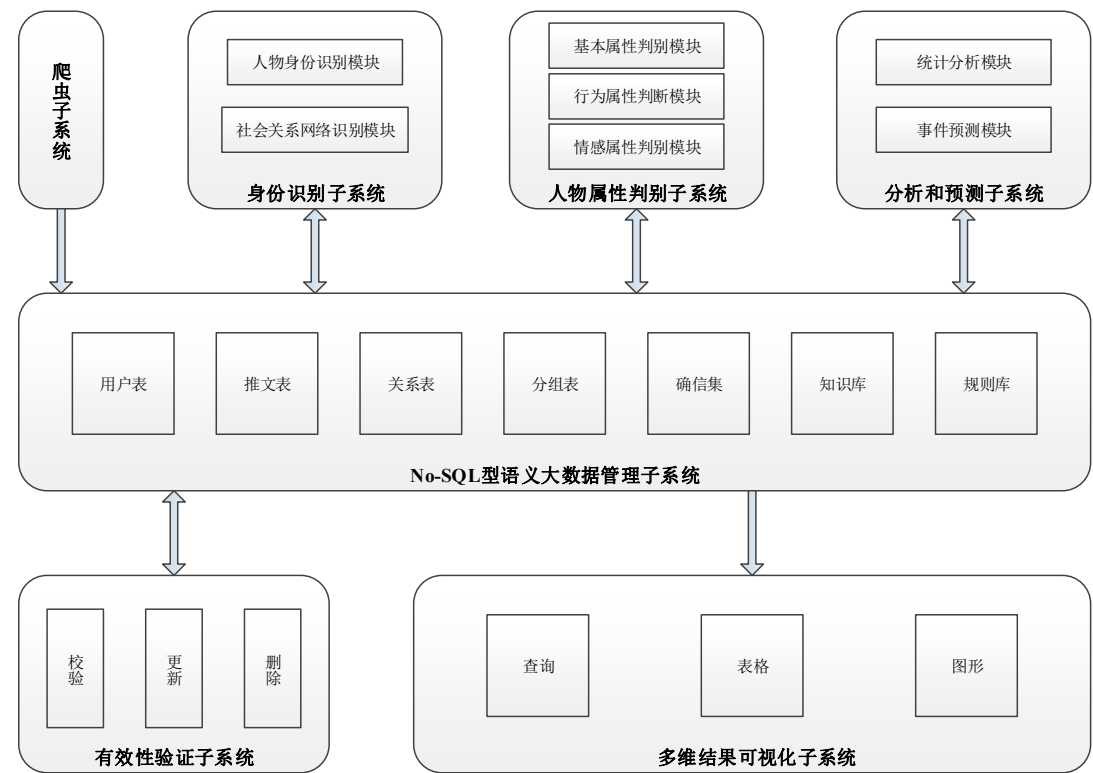 爬虫子系统
人物身份识别模块
社会关系网络识别模块
身份识别子系统
基本属性判别模块
行为属性判断模块
情感属性判别模块
人物属性判别子系统
统计分析模块
事件预测模块
分析和预测子系统
用户表
推文表
关系表
分组表
确信集
知识库
规则库
No-SQL型语义大数据管理子系统
校验
更新
删除
有效性验证子系统
查询
表格
图形
多维结果可视化子系统